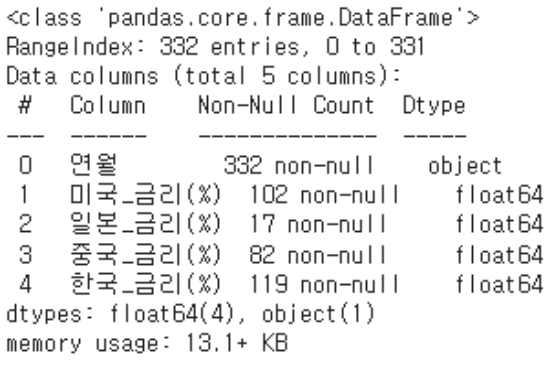 <class 'pandas.core.frame.DataFrame'>
RangeIndex: 332 entries, 0 to 331
Data columns (total 5 columns):
 #   Column     Non-Null Count  Dtype
---  ------     --------------  -----
 0   연월          332 non-null    object
 1   미국_금리(%)  102 non-null    float64
 2   일본_금리(%)  17 non-null     float64
 3   중국_금리(%)  82 non-null     float64
 4   한국_금리(%)  119 non-null    float64
dtypes: float64(4), object(1)
memory usage: 13.1+ KB